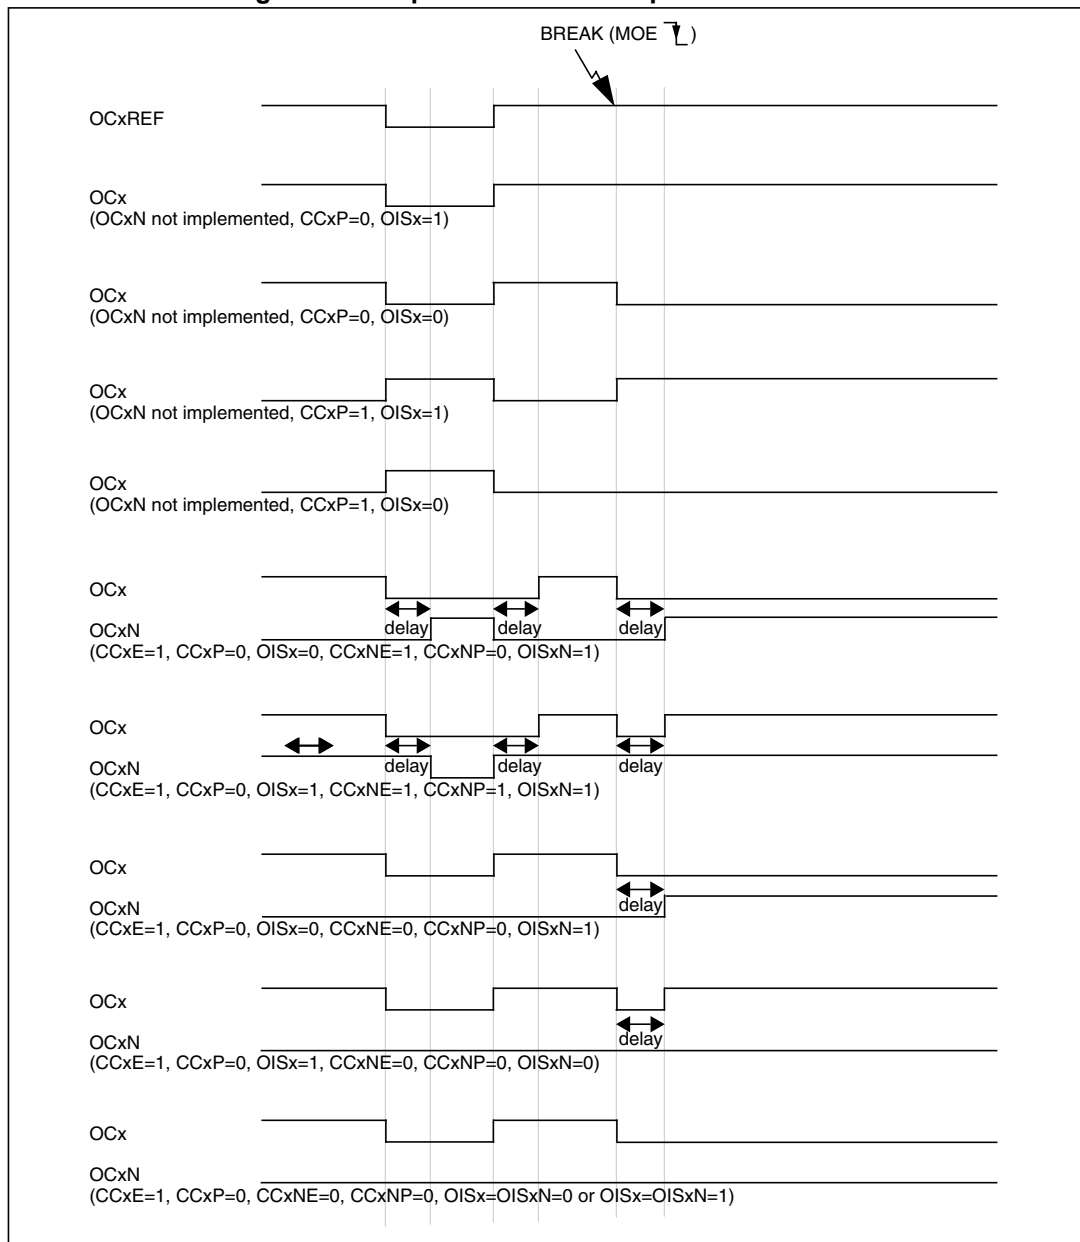 BREAK (MOE )
OCxREF
OCx
(OCxN not implemented, CCxP=0, OISx=1)
OCx
(OCxN not implemented, CCxP=0, OISx=0)
OCx
(OCxN not implemented, CCxP=1, OISx=1)
OCx
(OCxN not implemented, CCxP=1, OISx=0)
OCx
delay delay delay
OCxN
(CCxE=1, CCxP=0, OISx=0, CCxNE=1, CCxNP=0, OISxN=1)
OCx
delay delay delay
OCxN
(CCxE=1, CCxP=0, OISx=1, CCxNE=1, CCxNP=1, OISxN=1)
OCx
delay
OCxN
(CCxE=1, CCxP=0, OISx=0, CCxNE=0, CCxNP=0, OISxN=1)
OCx
delay
OCxN
(CCxE=1, CCxP=0, OISx=1, CCxNE=0, CCxNP=0, OISxN=0)
OCx
OCxN
(CCxE=1, CCxP=0, CCxNE=0, CCxNP=0, OISx=OISxN=0 or OISx=OISxN=1)